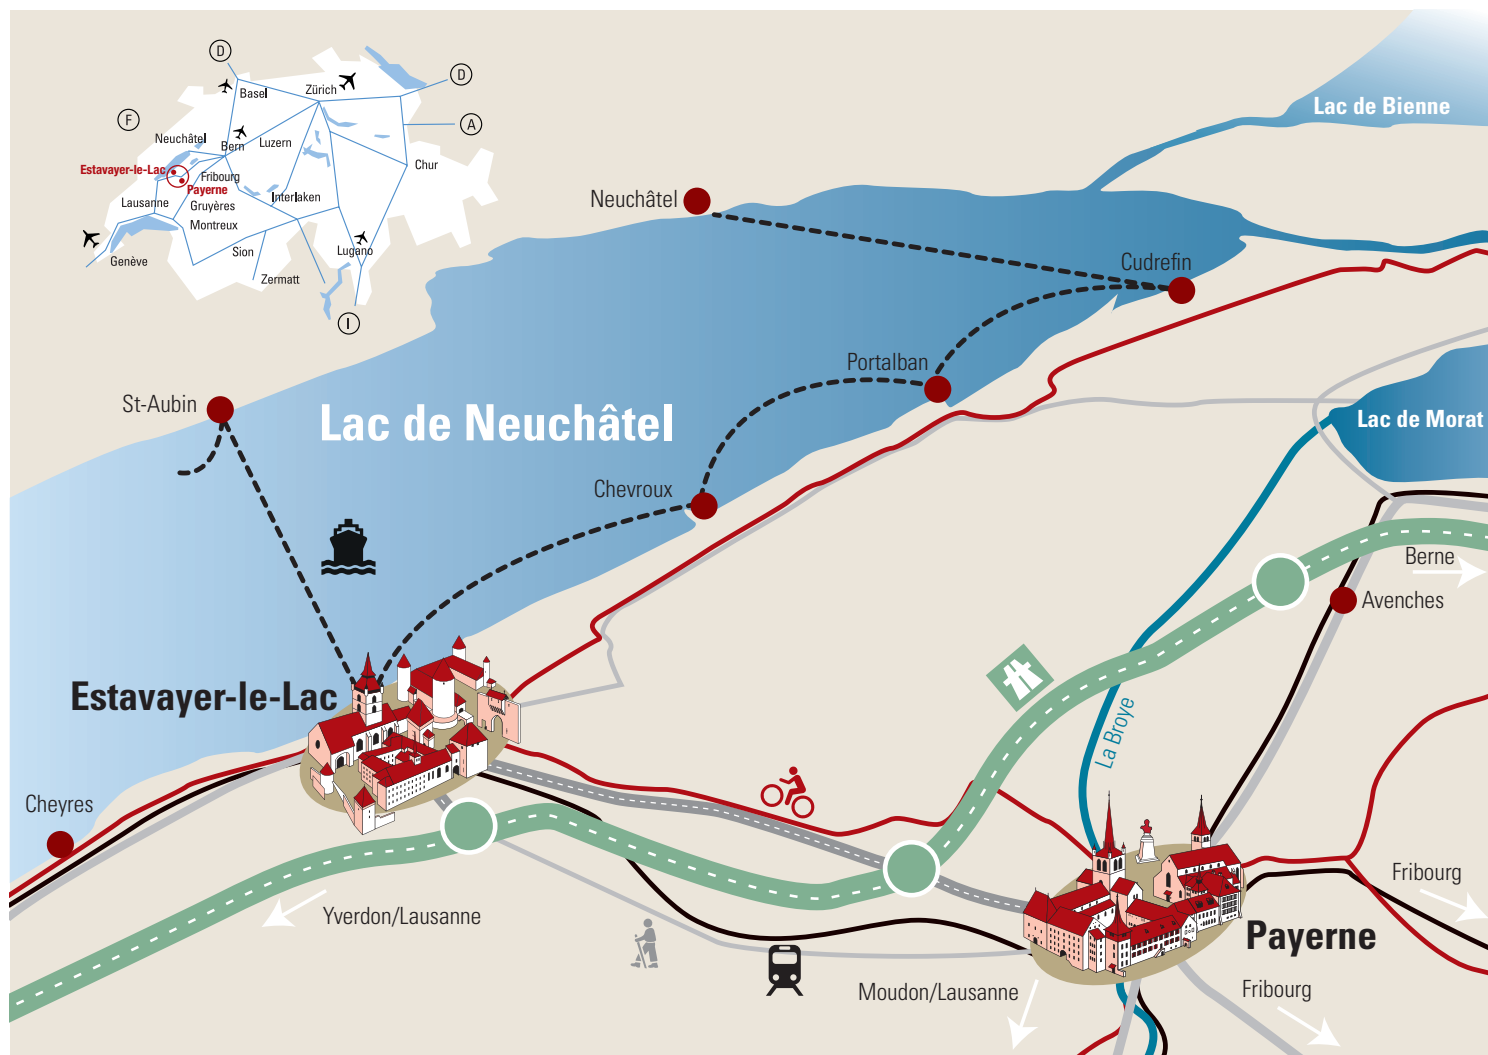 D
D
Zürich
Basel
F
A
Neuchâtel
Bern
Luzern
Estavayer-le-Lac
Fribourg
Chur
Payerne
Lausanne
Gruyères
Interlaken
Montreux
Sion
Lugano
Genève
Zermatt
I
Lac de Bienne
Neuchâtel
Cudrefin
Portalban
St-Aubin
Lac de Neuchâtel
Lac de Morat
Chevroux
Berne
Avenches
Estavayer-le-Lac
La Broye
Cheyres
Fribourg
Yverdon/Lausanne
Payerne
Moudon/Lausanne
Fribourg